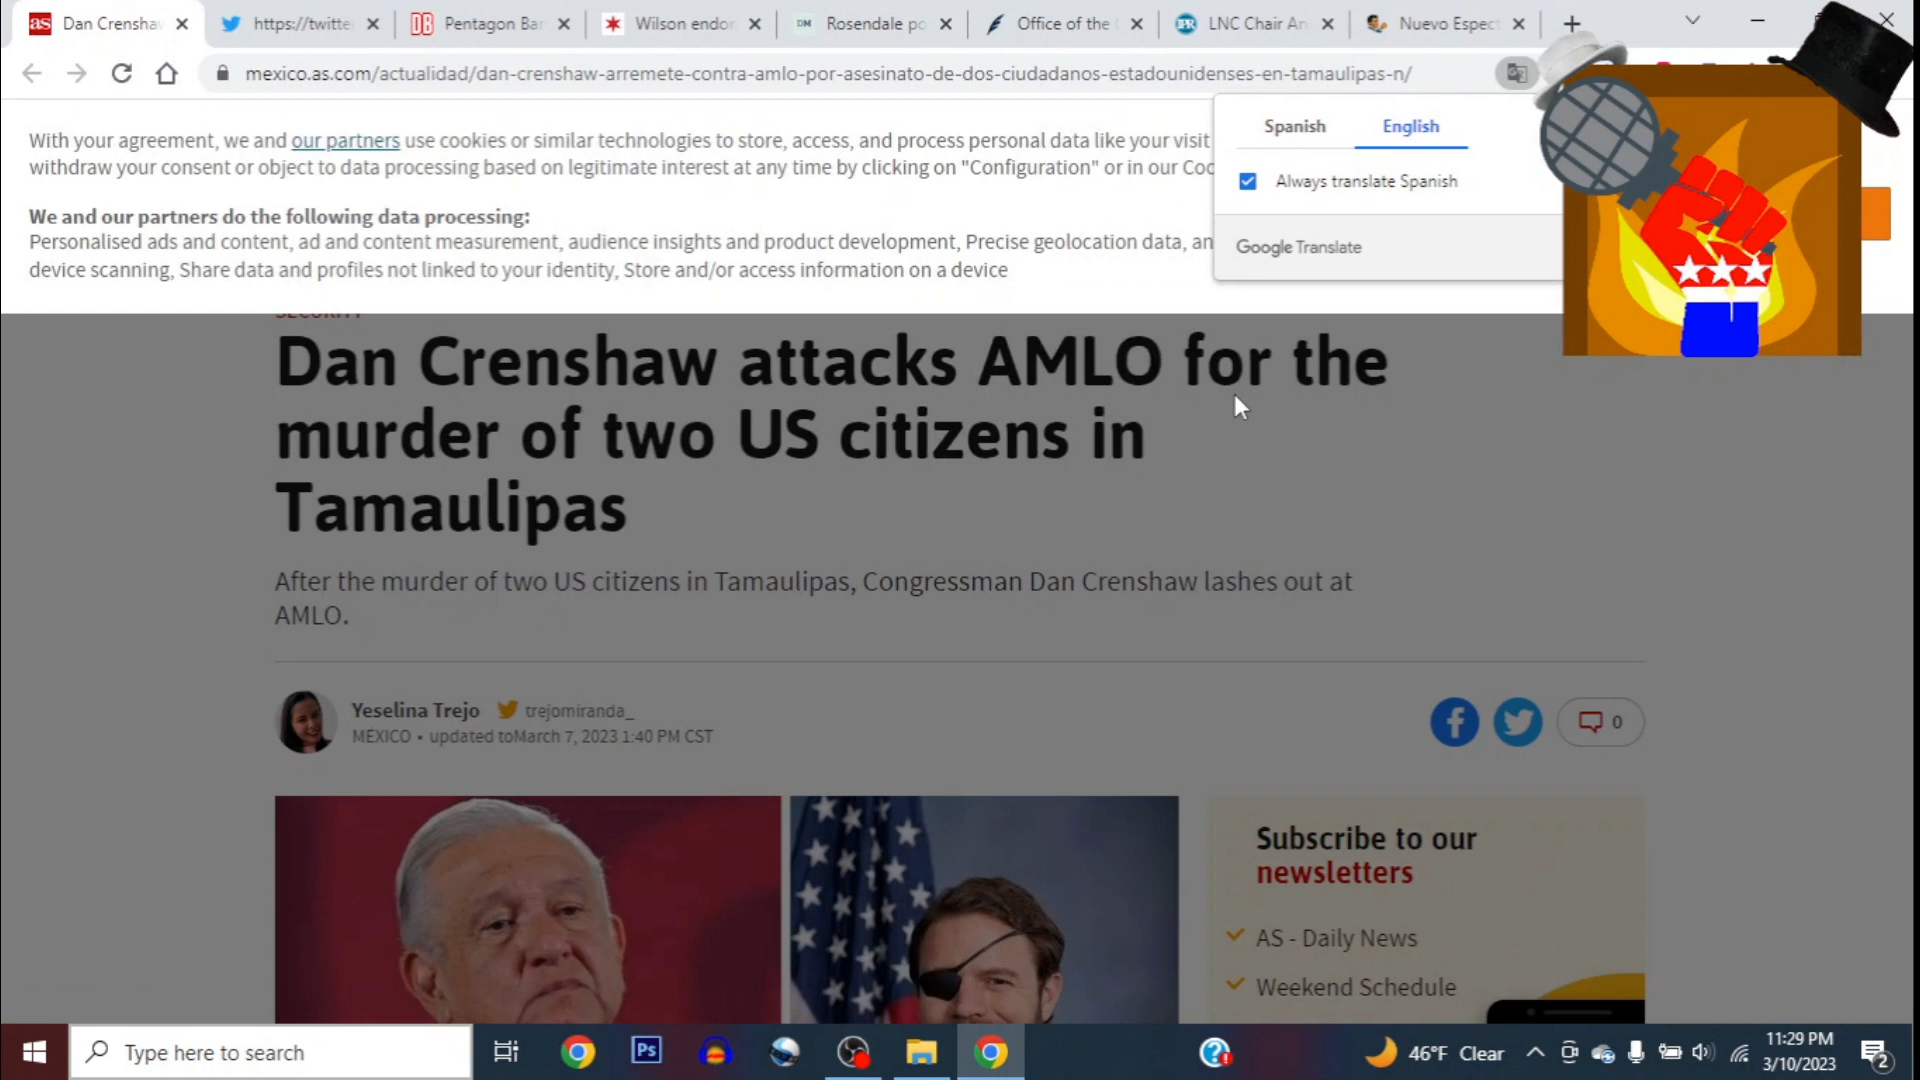 as Dan Crensha
https://twitte
DB Pentagon Bar
Wilson endor
DM Rosendale po
Office of the
IPR LNC Chair An
Nuevo Espect
mexico.as.com/actualidad/dan-crenshaw-arremete-contra-amlo-por-asesinato-de-dos-ciudadanos-estadounidenses-en-tamaulipas-n/
With your agreement, we and our partners use cookies or similar technologies to store, access, and process personal data like your visit
withdraw your consent or object to data processing based on legitimate interest at any time by clicking on "Configuration" or in our Coo
We and our partners do the following data processing:
Personalised ads and content, ad and content measurement, audience insights and product development, Precise geolocation data, an
device scanning, Share data and profiles not linked to your identity, Store and/or access information on a device
Spanish English
Always translate Spanish
Google Translate
SECURITY
Dan Crenshaw attacks AMLO for the
murder of two US citizens in
Tamaulipas
After the murder of two US citizens in Tamaulipas, Congressman Dan Crenshaw lashes out at
AMLO.
Yeselina Trejo trejomiranda_
MEXICO • updated toMarch 7, 2023 1:40 PM CST
0
Subscribe to our
newsletters
AS - Daily News
Weekend Schedule
Type here to search
Ps
46°F Clear
11:29 PM
3/10/2023
2